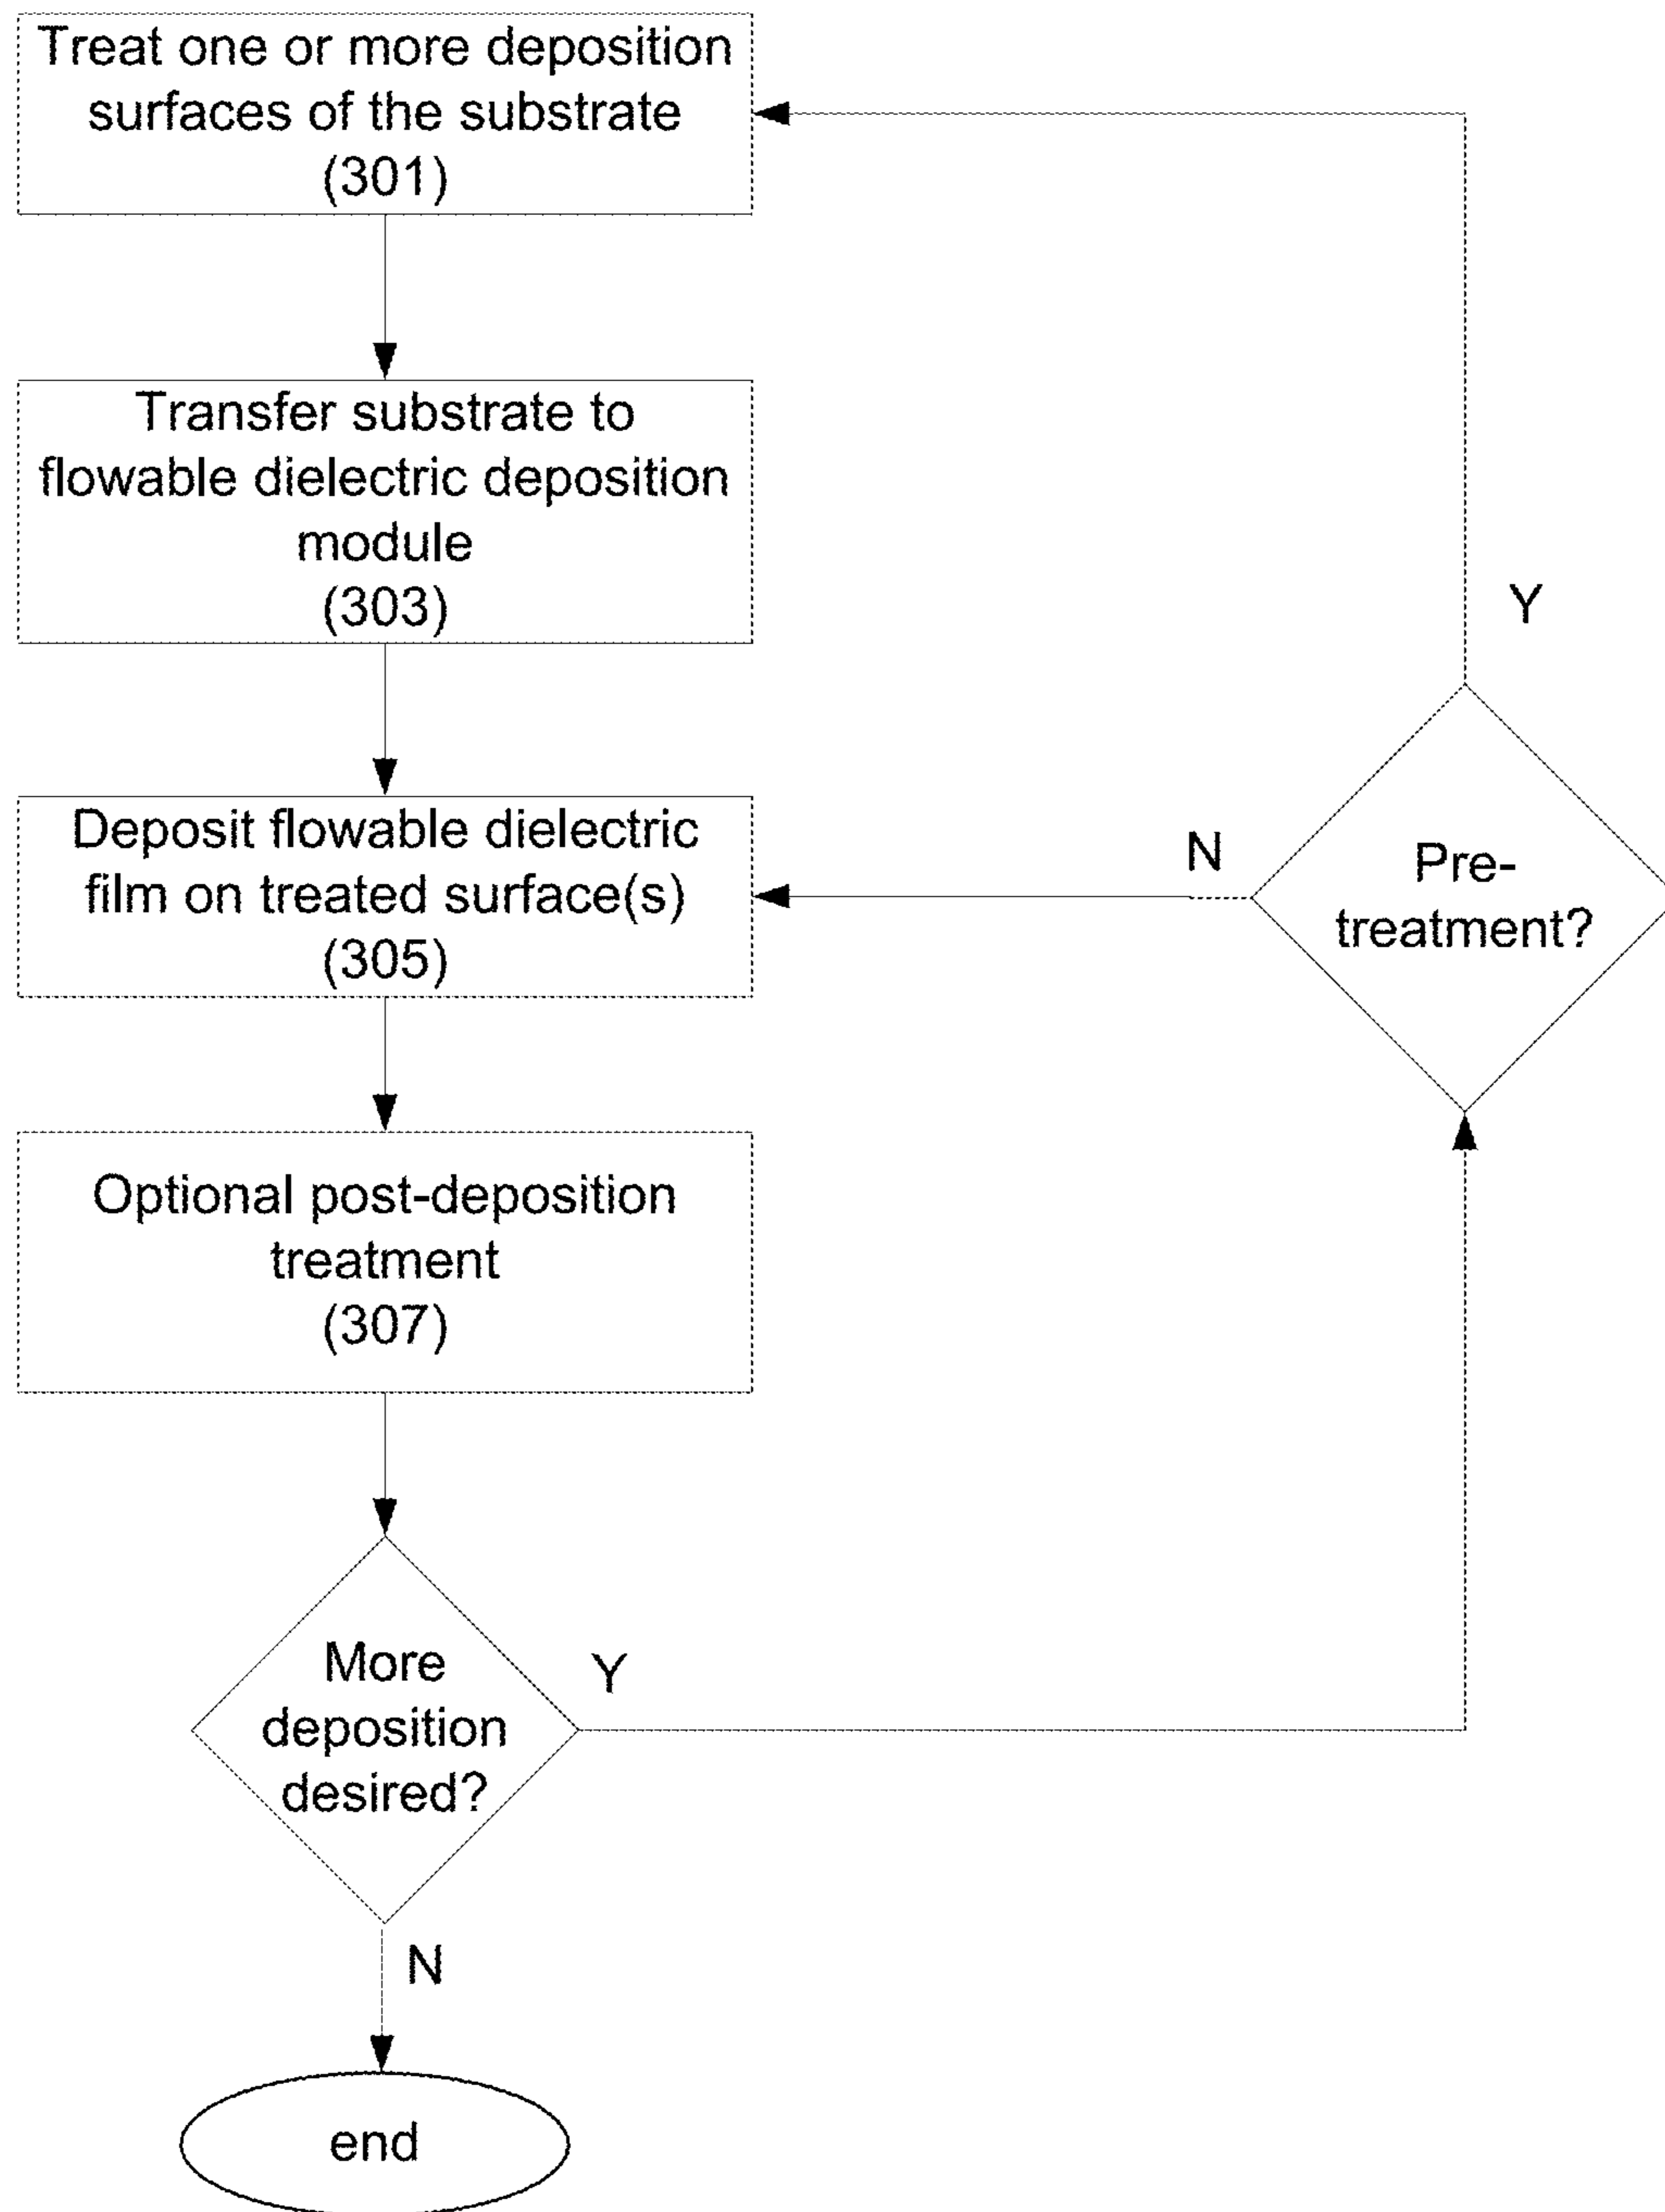 Treat one or more deposition
surfaces of the substrate
(301)
Transfer substrate to
flowable dielectric deposition
module
(303)
Y
Deposit flowable dielectric
film on treated surface(s)
(305)
N
Pre-
treatment?
Optional post-deposition
treatment
(307)
More
deposition
desired?
Y
N
end